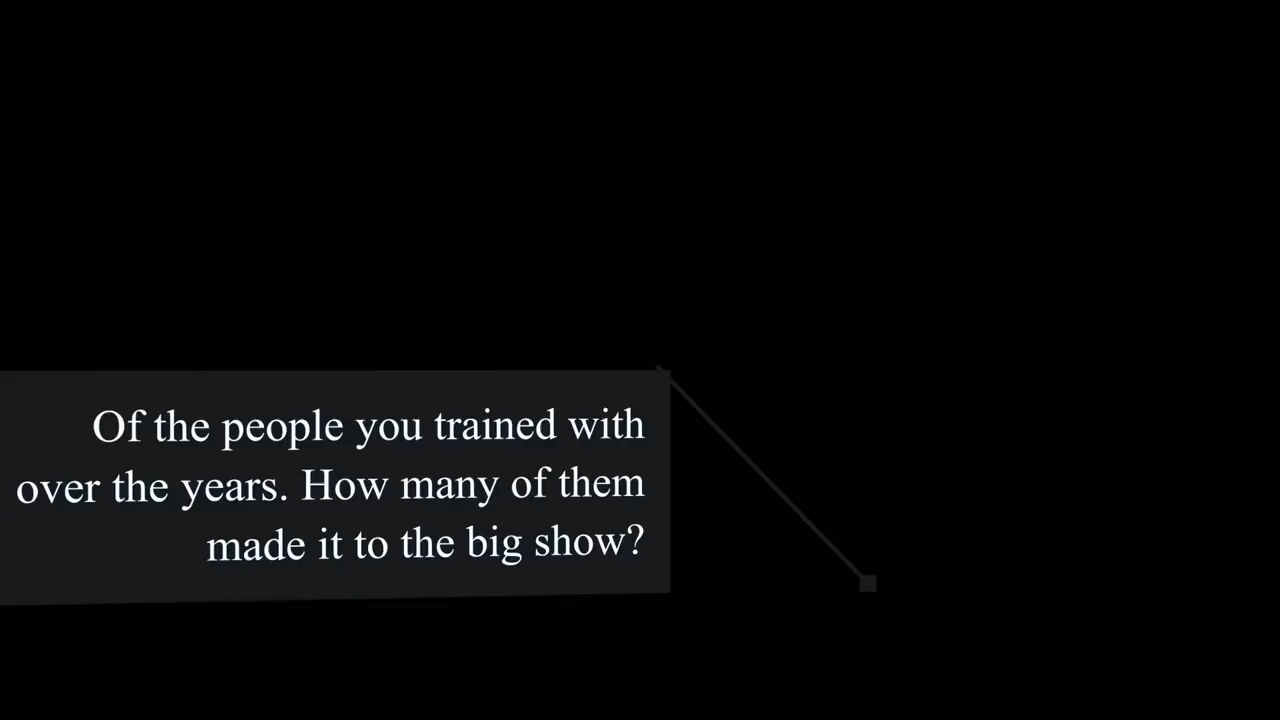 Of the people you trained with
over the years. How many of them
made it to the big show?